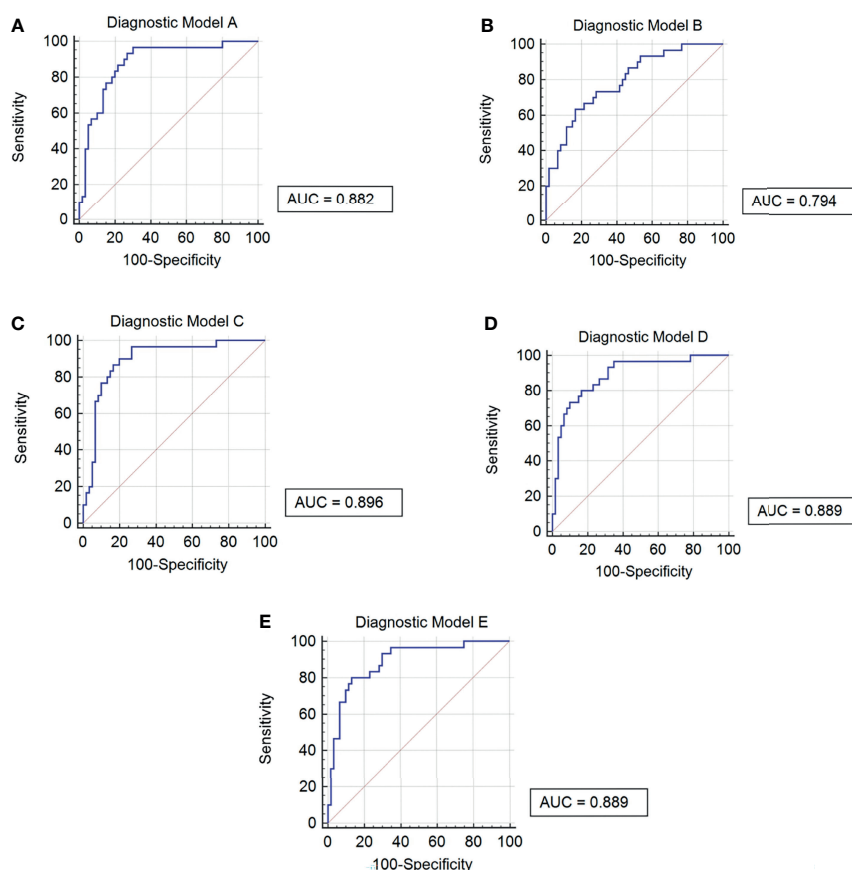 A
Diagnostic Model A
100
80
60
40
20
0
Sensitivity
0 20 40 60 80 100
100-Specificity
AUC = 0.882
B
Diagnostic Model B
100
80
60
40
20
0
Sensitivity
0 20 40 60 80 100
100-Specificity
AUC = 0.794
C
Diagnostic Model C
100
80
60
40
20
0
Sensitivity
0 20 40 60 80 100
100-Specificity
AUC = 0.896
D
Diagnostic Model D
100
80
60
40
20
0
Sensitivity
0 20 40 60 80 100
100-Specificity
AUC = 0.889
E
Diagnostic Model E
100
80
60
40
20
0
Sensitivity
0 20 40 60 80 100
100-Specificity
AUC = 0.889